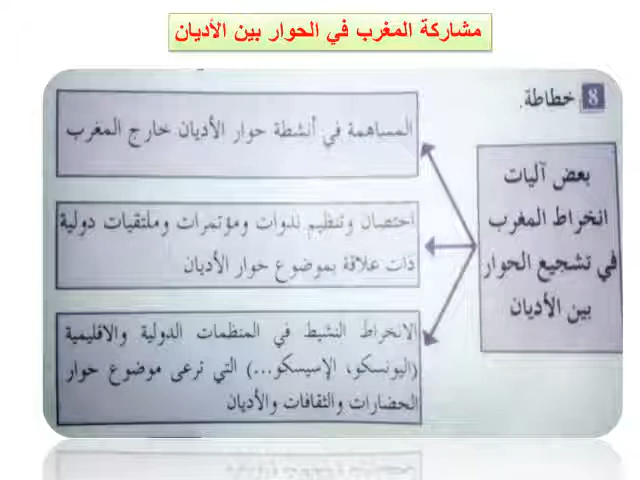 مشاركة المغرب في الحوار بين الأديان
8 خطاطة.
بعض آليات
انخراط المغرب
في تشجيع الحوار
بين الأديان
المساهمة في أنشطة حوار الأديان خارج المغرب
احتضان وتنظيم ندوات ومؤتمرات وملتقيات دولية
ذات علاقة بموضوع حوار الأديان
الانخراط النشيط في المنظمات الدولية والاقليمية
(اليونسكو، الإسيسكو...) التي ترعى موضوع حوار
الحضارات والثقافات والأديان